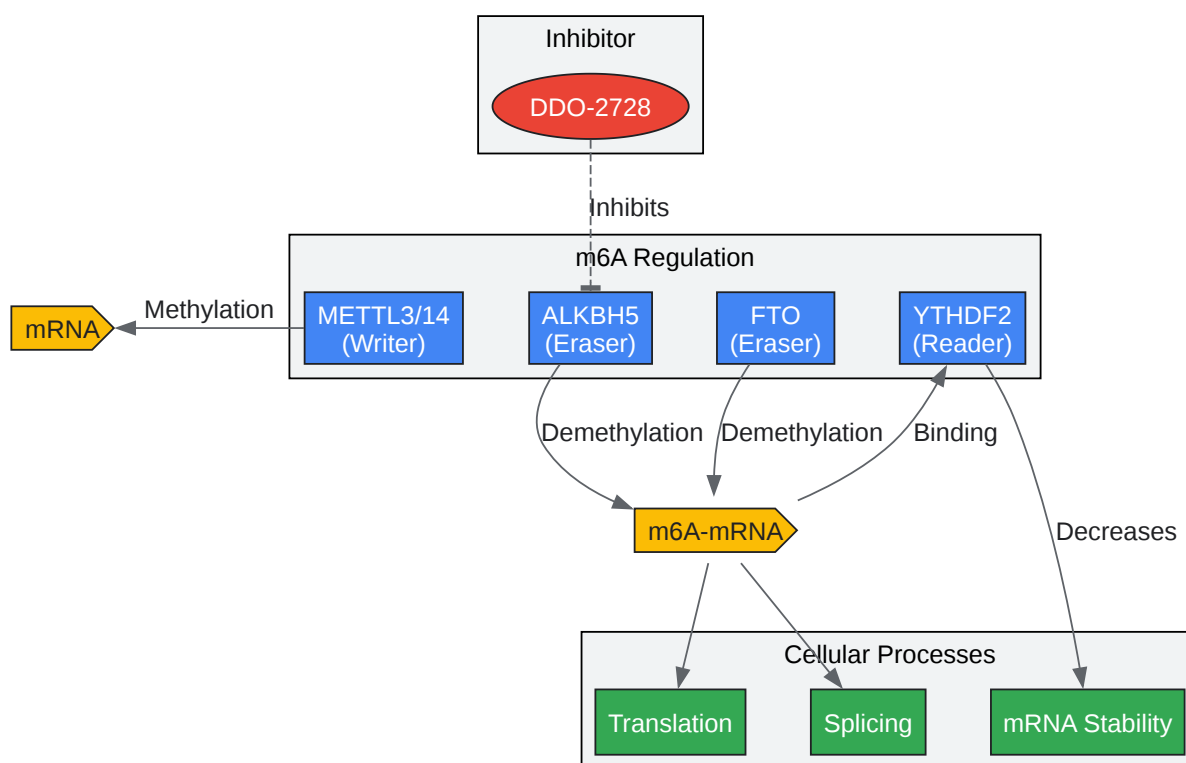 Inhibitor
DDO-2728
Inhibits
m6A Regulation
mRNA
Methylation
METTL3/14
(Writer)
ALKBH5
(Eraser)
FTO
(Eraser)
YTHDF2
(Reader)
Demethylation
Demethylation
Binding
m6A-mRNA
Decreases
Cellular Processes
Translation
Splicing
mRNA Stability